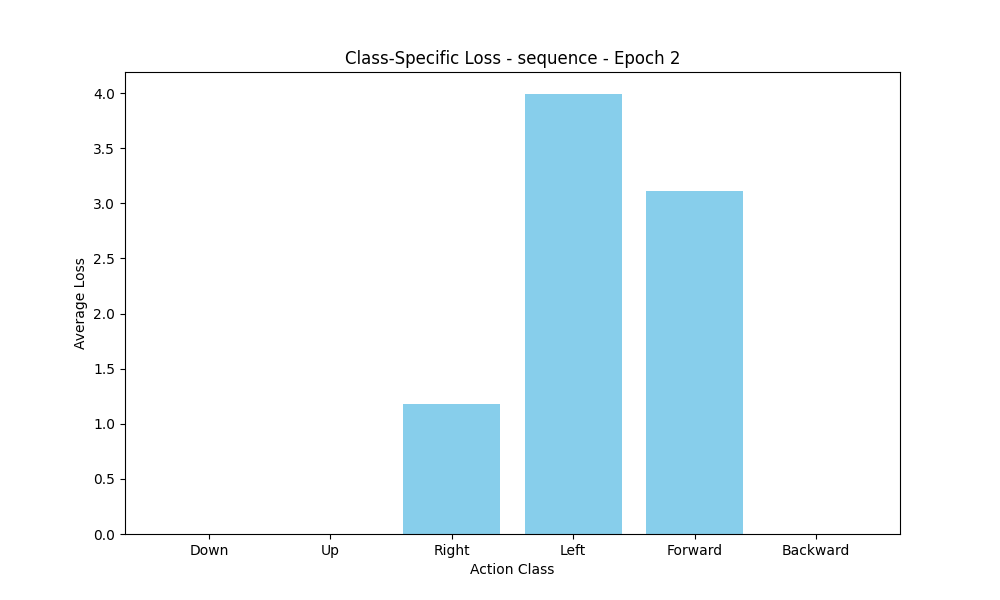 Class-Specific Loss - sequence - Epoch 2
4.0
3.5
3.0
2.5
2.0
1.5
1.0
0.5
0.0
Average Loss
Down Up Right Left Forward Backward
Action Class